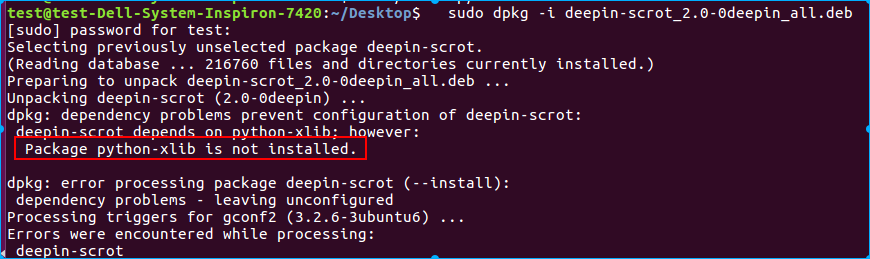 test@test-Dell-System-Inspiron-7420:~/Desktop$   sudo dpkg -i deepin-scrot_2.0-0deepin_all.deb
[sudo] password for test:
Selecting previously unselected package deepin-scrot.
(Reading database ... 216760 files and directories currently installed.)
Preparing to unpack deepin-scrot_2.0-0deepin_all.deb ...
Unpacking deepin-scrot (2.0-0deepin) ...
dpkg: dependency problems prevent configuration of deepin-scrot:
 deepin-scrot depends on python-xlib; however:
  Package python-xlib is not installed.

dpkg: error processing package deepin-scrot (--install):
 dependency problems - leaving unconfigured
Processing triggers for gconf2 (3.2.6-3ubuntu6) ...
Errors were encountered while processing:
 deepin-scrot